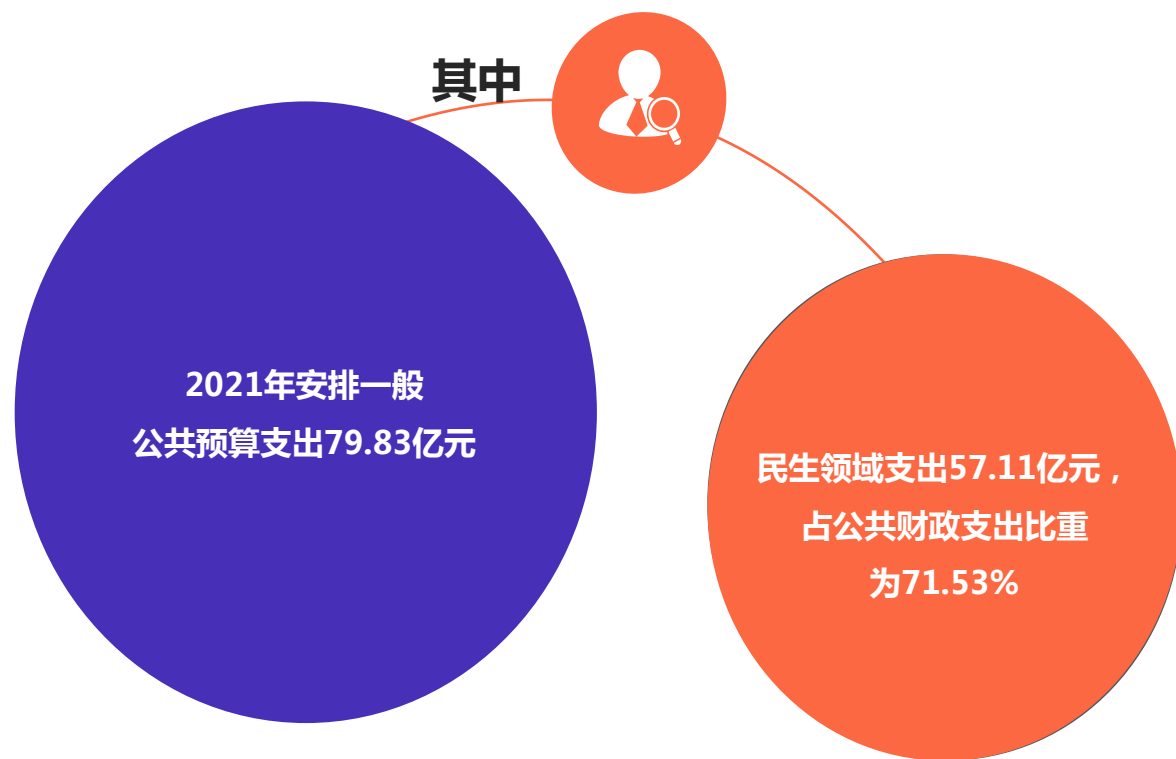 其中
2021年安排一般
公共预算支出79.83亿元
民生领域支出57.11亿元，
占公共财政支出比重
为71.53%